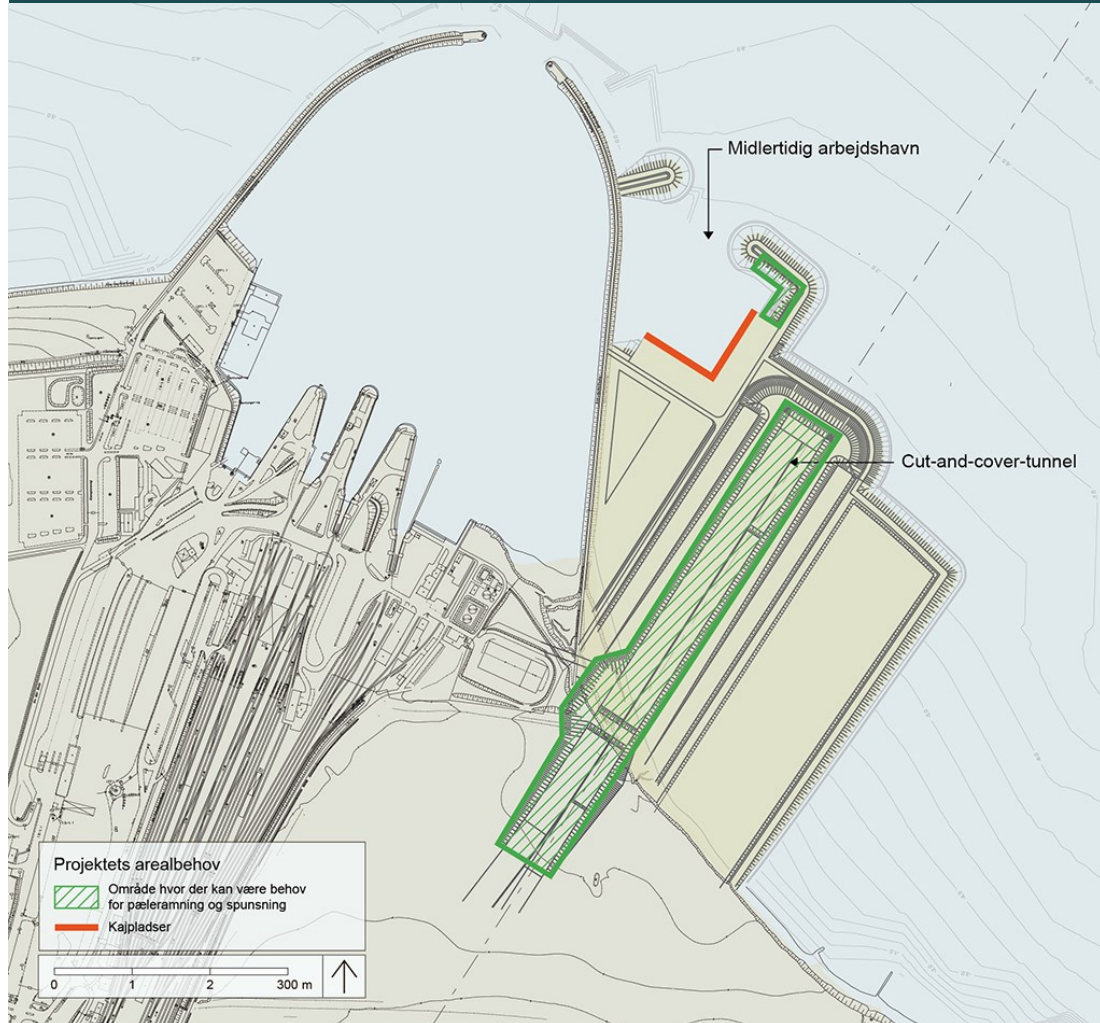 Midlertidig arbejdshavn
Cut-and-cover-tunnel
Projektets arealbehov
Område hvor der kan være behov
for pæleramning og spunsning
Kajpladser
0 1 2 300 m